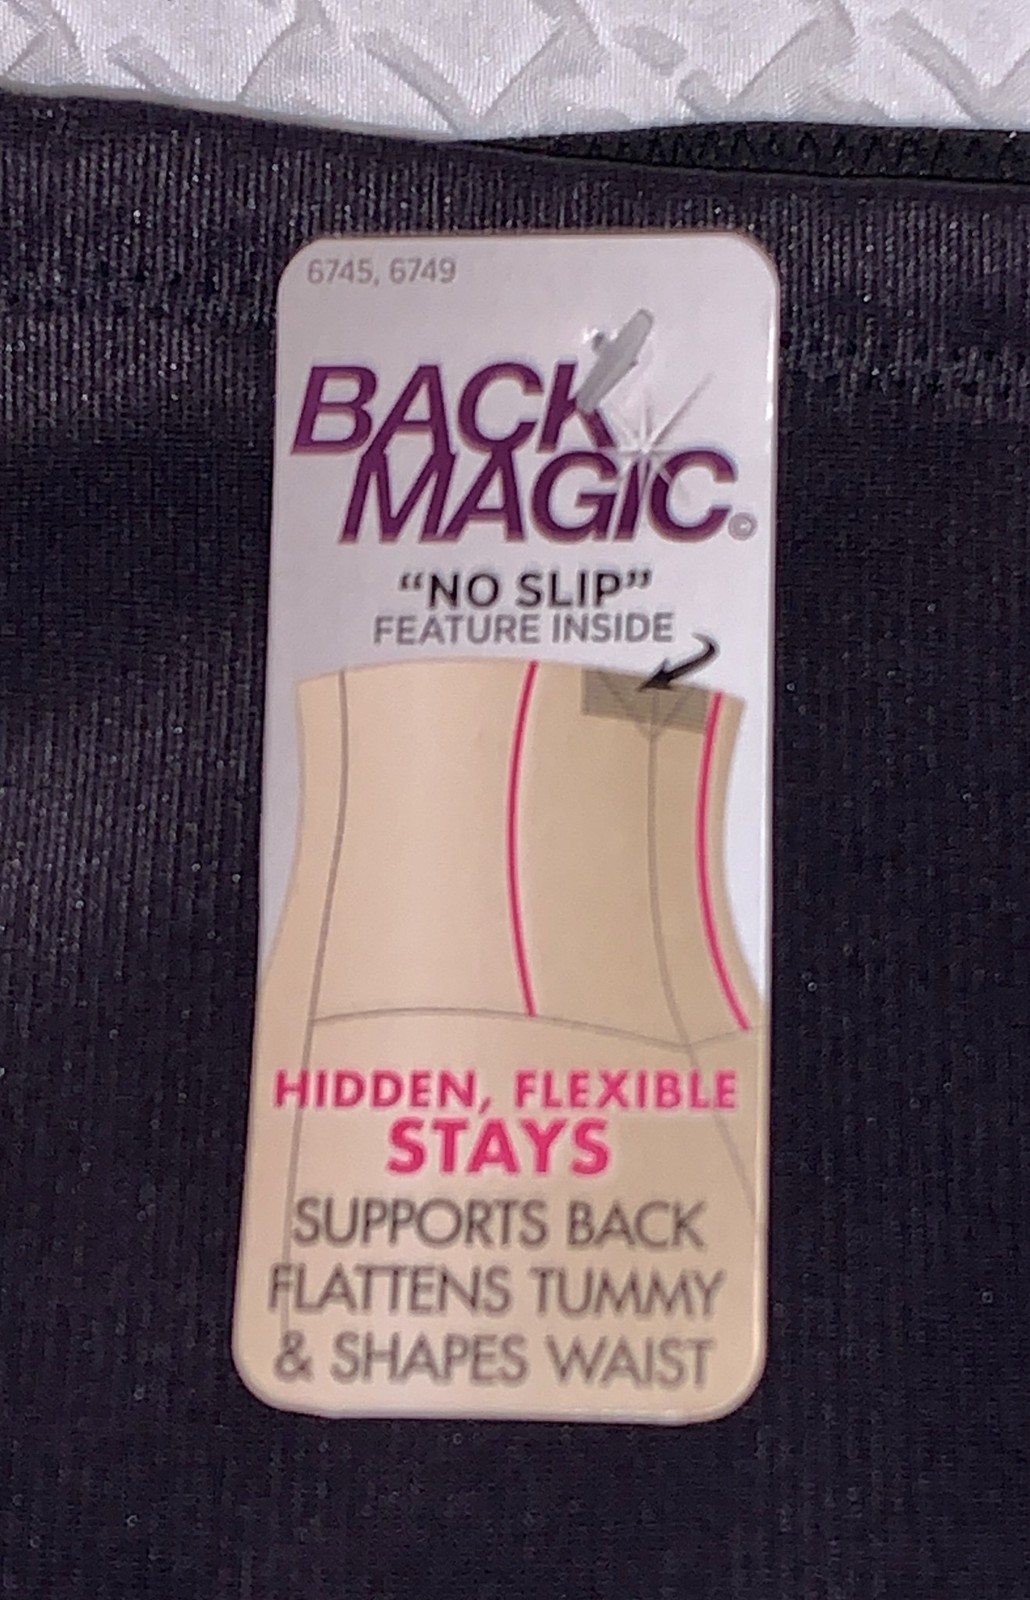 6745, 6749
BACK
MAGIC©
“NO SLIP”
FEATURE INSIDE
HIDDEN, FLEXIBLE
STAYS
SUPPORTS BACK
FLATTENS TUMMY
& SHAPES WAIST